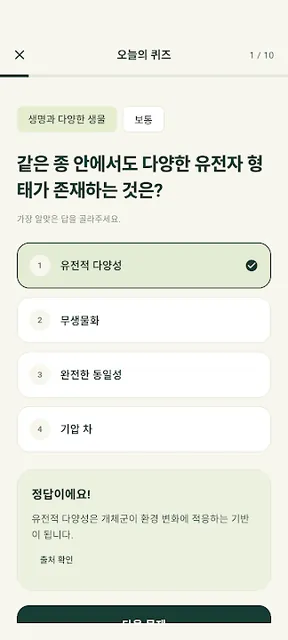 오늘의 퀴즈
1 / 10
생명과 다양한 생물
보통
같은 종 안에서도 다양한 유전자 형
태가 존재하는 것은?
가장 알맞은 답을 골라주세요.
1 유전적 다양성
2 무생물화
3 완전한 동일성
4 기압 차
정답이에요!
유전적 다양성은 개체군이 환경 변화에 적응하는 기반
이 됩니다.
출처 확인